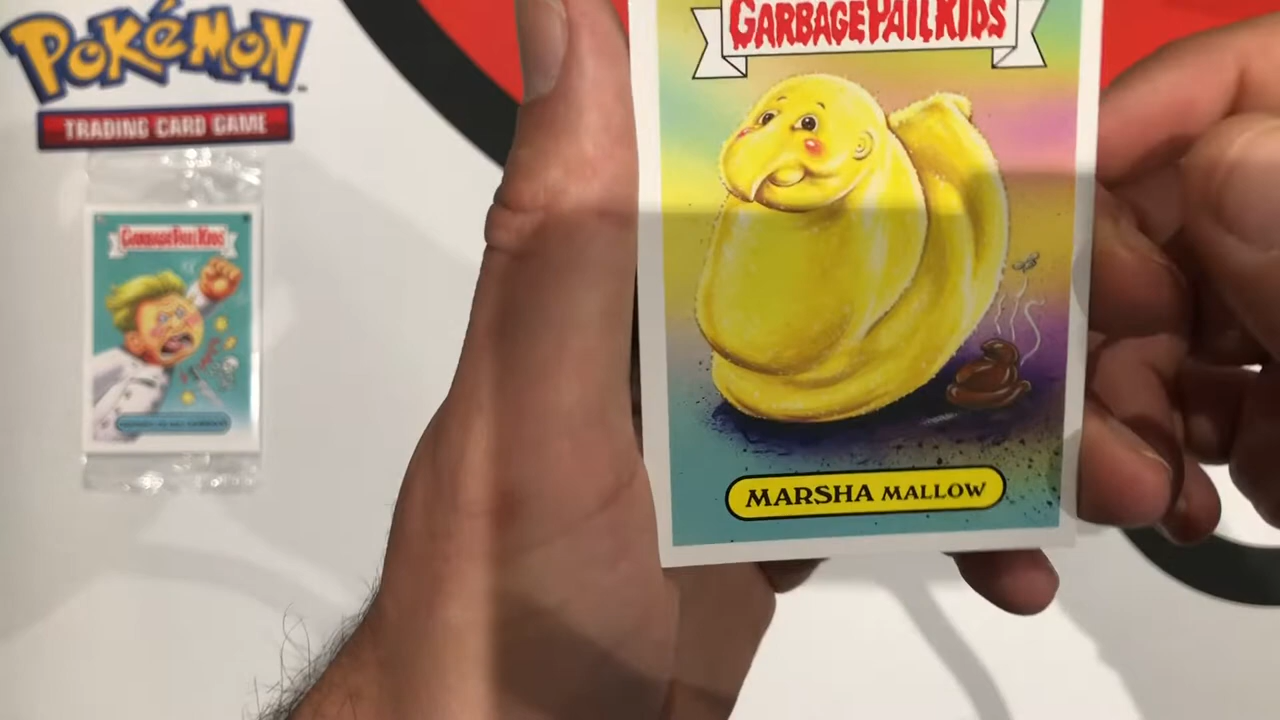 Pokémon
TRADING CARD GAME
GARBAGE PAIL KIDS
GARBAGE PAIL KIDS
MARSHA MALLOW